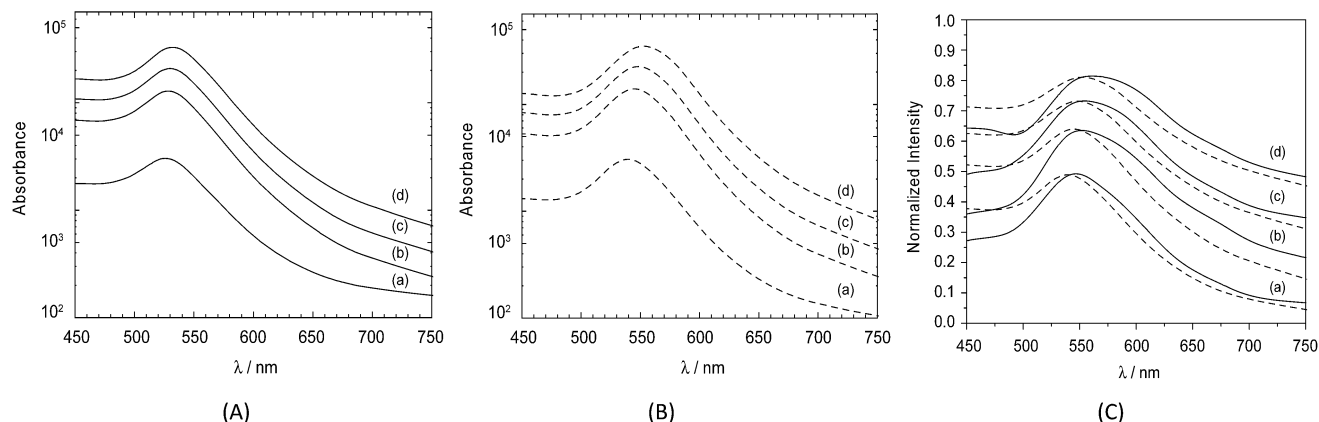 10⁵
10⁴
10³
10²
Absorbance
(d)
(c)
(b)
(a)
450 500 550 600 650 700 750
λ / nm
(A)
10⁵
10⁴
10³
10²
Absorbance
(d)
(c)
(b)
(a)
450 500 550 600 650 700 750
λ / nm
(B)
1.0
0.9
0.8
0.7
0.6
0.5
0.4
0.3
0.2
0.1
0.0
Normalized Intensity
(d)
(c)
(b)
(a)
450 500 550 600 650 700 750
λ / nm
(C)